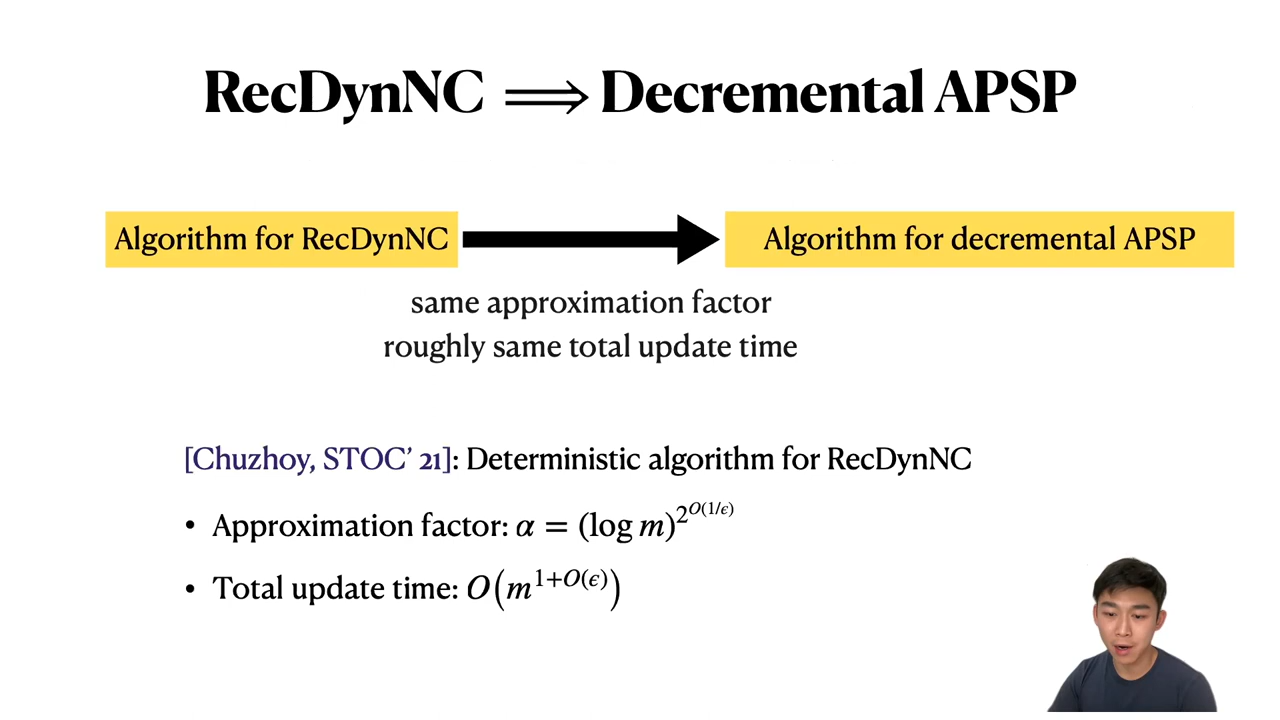 RecDynNC ⟹ Decremental APSP
Algorithm for RecDynNC
Algorithm for decremental APSP
same approximation factor
roughly same total update time
[Chuzhoy, STOC' 21]: Deterministic algorithm for RecDynNC
• Approximation factor: α = (log m)^{2^{O(1/ϵ)}}
• Total update time: O(m^{1+O(ϵ)})